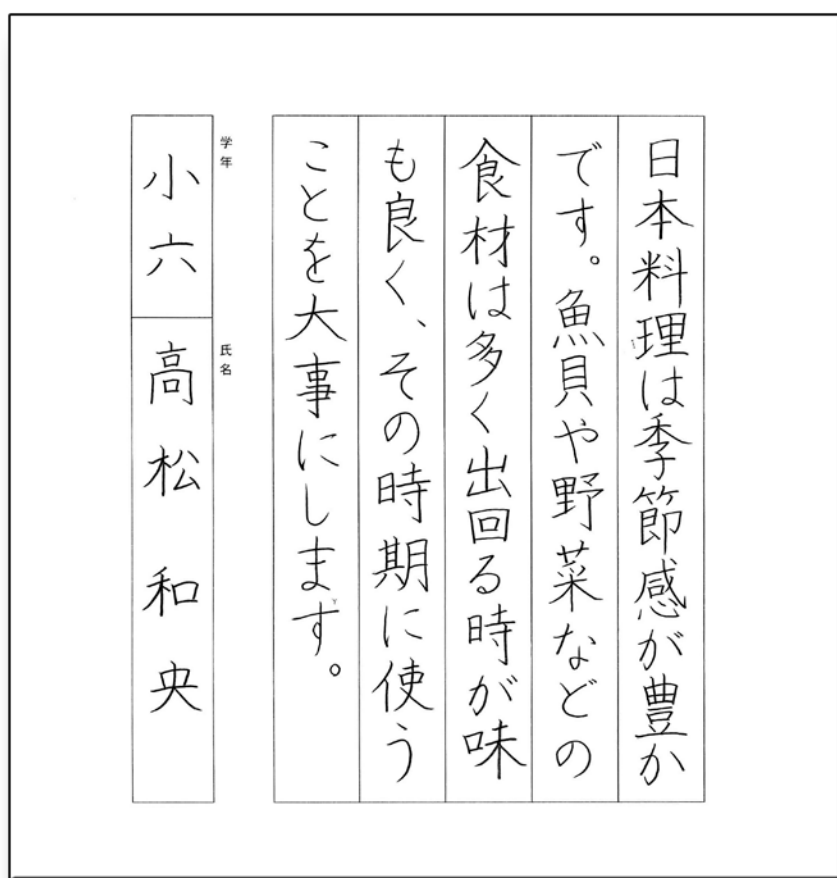 日本料理は季節感が豊か
です。魚貝や野菜などの
食材は多く出回る時が味
も良く、その時期に使う
ことを大事にします。
学年
小六
氏名
高松和央